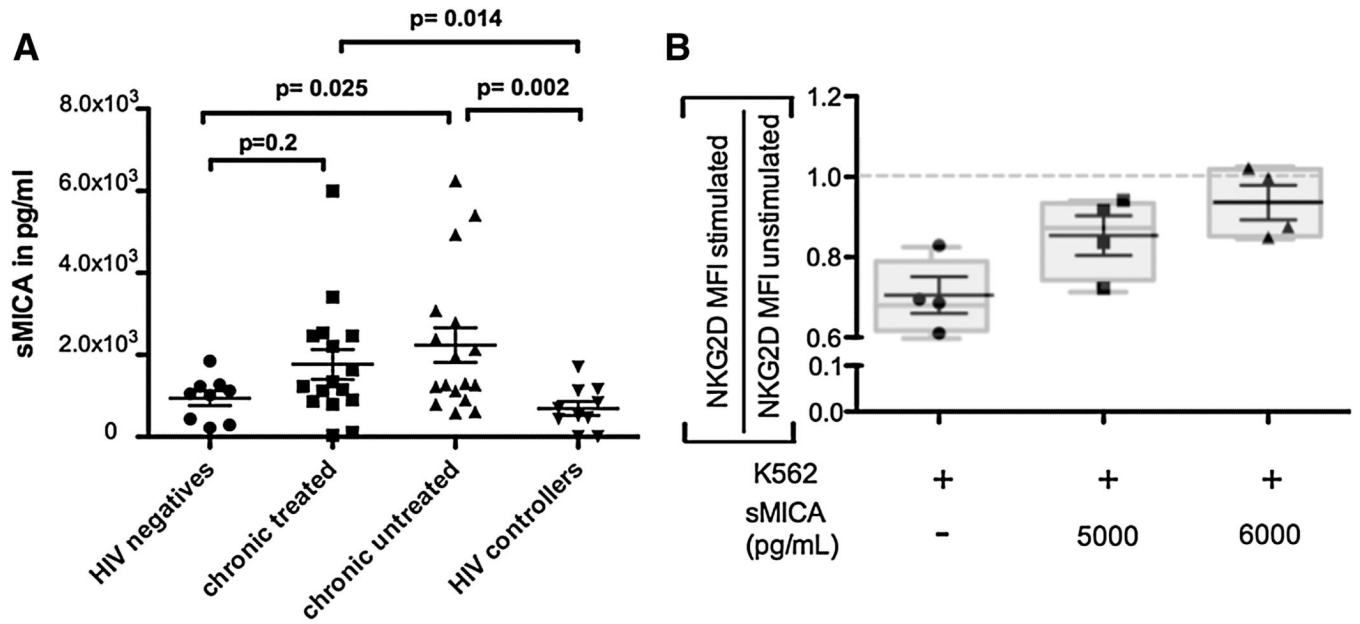 A
p= 0.014
p= 0.025
p= 0.002
p=0.2
8.0x10³
6.0x10³
4.0x10³
2.0x10³
0
sMICA in pg/ml
HIV negatives
chronic treated
chronic untreated
HIV controllers
B
NKG2D MFI stimulated
NKG2D MFI unstimulated
1.2
1.0
0.8
0.6
0.1
0.0
K562 + + +
sMICA
(pg/mL) - 5000 6000